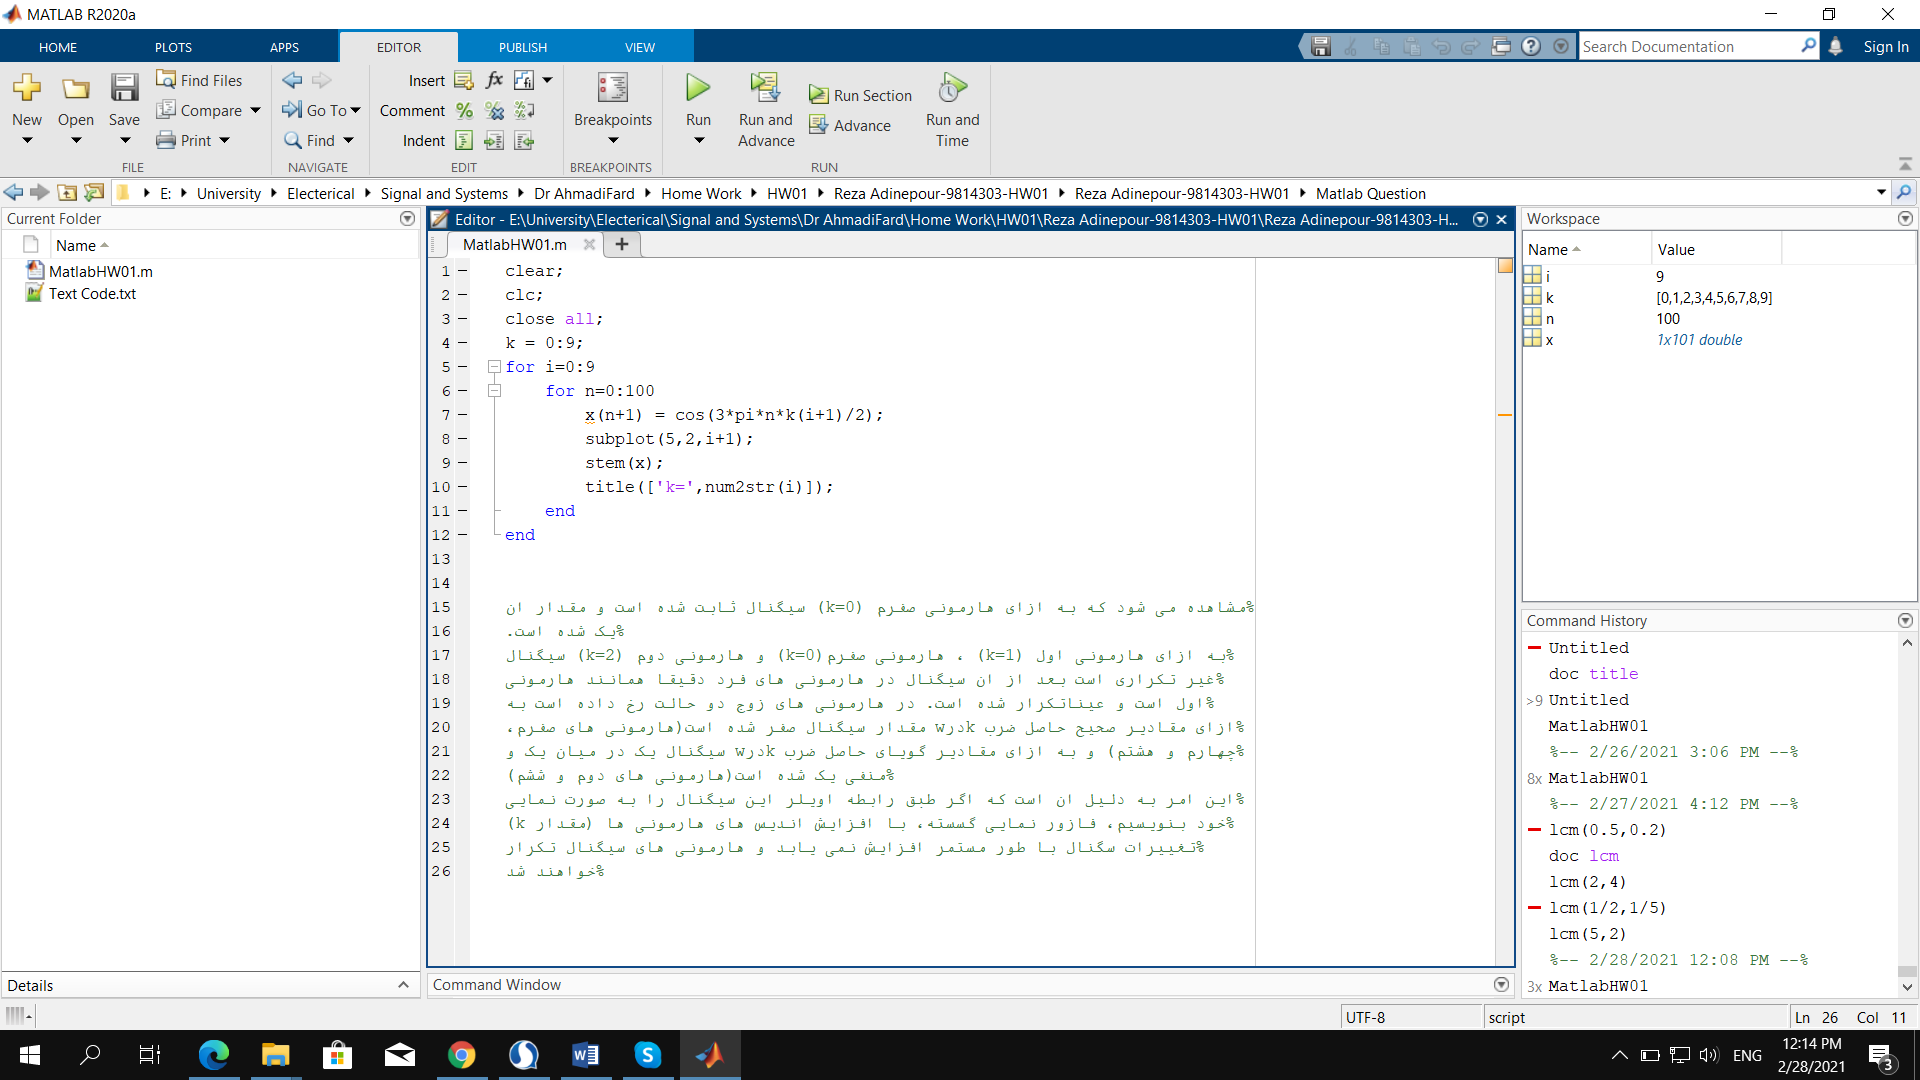 MATLAB R2020a
HOME PLOTS APPS EDITOR PUBLISH VIEW
Search Documentation
Sign In
New Open Save Find Files Compare Print
FILE
Go To Find
NAVIGATE
Insert fx
Comment
Indent
EDIT
Breakpoints
BREAKPOINTS
Run Run and Advance Run Section Advance Run and Time
RUN
E: University Electerical Signal and Systems Dr AhmadiFard Home Work HW01 Reza Adinepour-9814303-HW01 Reza Adinepour-9814303-HW01 Matlab Question
Current Folder
Name
MatlabHW01.m
Text Code.txt
Details
Editor - E:\University\Electerical\Signal and Systems\Dr AhmadiFard\Home Work\HW01\Reza Adinepour-9814303-HW01\Reza Adinepour-9814303-H...
MatlabHW01.m
1 clear;
2 clc;
3 close all;
4 k = 0:9;
5 for i=0:9
6 for n=0:100
7 x(n+1) = cos(3*pi*n*k(i+1)/2);
8 subplot(5,2,i+1);
9 stem(x);
10 title(['k=',num2str(i)]);
11 end
12 end
13
14
15 %مشاهده می شود که به ازای هارمونی صفرم (k=0) سیگنال ثابت شده است و مقدار ان
16 %یک شده است.
17 %به ازای هارمونی اول (k=1) ، هارمونی صفرم(k=0) و هارمونی دوم (k=2) سیگنال
18 %غیر تکراری است بعد از ان سیگنال در هارمونی های فرد دقیقا همانند هارمونی
19 %اول است و عیناتکرار شده است. در هارمونی های زوج دو حالت رخ داده است به
20 %ازای مقادیر صحیح حاصل ضرب kدرw مقدار سیگنال صفر شده است(هارمونی های صفرم،
21 %چهارم و هشتم) و به ازای مقادیر گویای حاصل ضرب kدرw سیگنال یک در میان یک و
22 %منفی یک شده است(هارمونی های دوم و ششم)
23 %این امر به دلیل ان است که اگر طبق رابطه اویلر این سیگنال را به صورت نمایی
24 %خود بنویسیم، فازور نمایی گسسته، با افزایش اندیس های هارمونی ها (مقدار k)
25 %تغییرات سگنال با طور مستمر افزایش نمی یابد و هارمونی های سیگنال تکرار
26 %خواهند شد
Command Window
Workspace
Name Value
i 9
k [0,1,2,3,4,5,6,7,8,9]
n 100
x 1x101 double
Command History
Untitled
doc title
>9 Untitled
MatlabHW01
%-- 2/26/2021 3:06 PM --%
8x MatlabHW01
%-- 2/27/2021 4:12 PM --%
lcm(0.5,0.2)
doc lcm
lcm(2,4)
lcm(1/2,1/5)
lcm(5,2)
%-- 2/28/2021 12:08 PM --%
3x MatlabHW01
UTF-8 script Ln 26 Col 11
ENG
12:14 PM
2/28/2021
3